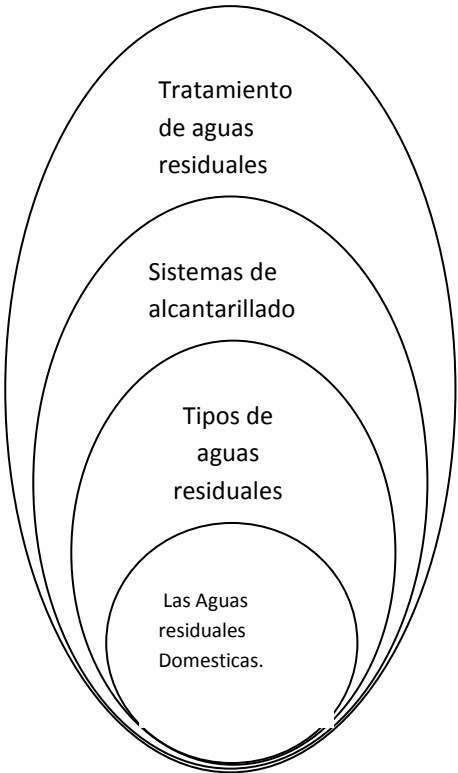 Tratamiento
de aguas
residuales
Sistemas de
alcantarillado
Tipos de
aguas
residuales
Las Aguas
residuales
Domesticas.